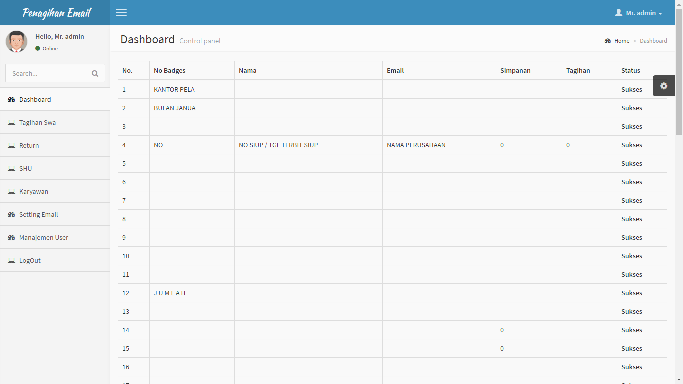 Penagihan Email
Mr. admin
Hello, Mr. admin
Online
Search...
Dashboard
Tagihan Swa
Return
SHU
Karyawan
Setting Email
Manajemen User
LogOut
Dashboard Control panel
Home > Dashboard
No. No Badges Nama Email Simpanan Tagihan Status
1 KANTOR PELA Sukses
2 BULAN JANUA Sukses
3 Sukses
4 NO NO SIUP / TGL TERBIT SIUP NAMA PERUSAHAAN 0 0 Sukses
5 Sukses
6 Sukses
7 Sukses
8 Sukses
9 Sukses
10 Sukses
11 Sukses
12 J U M L A H Sukses
13 Sukses
14 0 Sukses
15 0 Sukses
16 Sukses